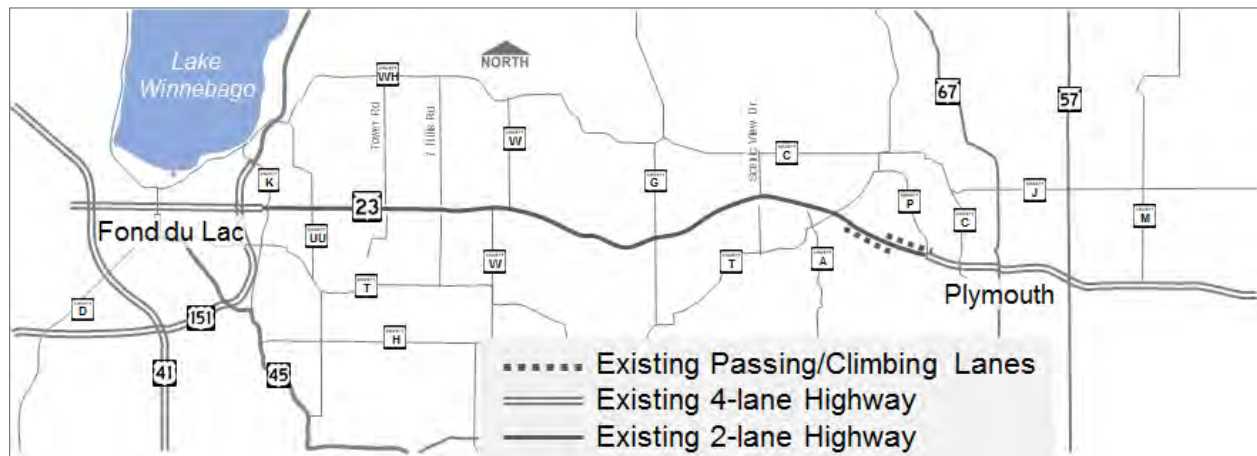 Lake
Winnebago
NORTH
WH
Tower Rd
7 Hills Rd
W
67
57
K
G
Scenic View Dr.
C
23
P
J
M
Fond du Lac
UU
W
C
T
T
A
Plymouth
D
151
H
41
45
Existing Passing/Climbing Lanes
Existing 4-lane Highway
Existing 2-lane Highway